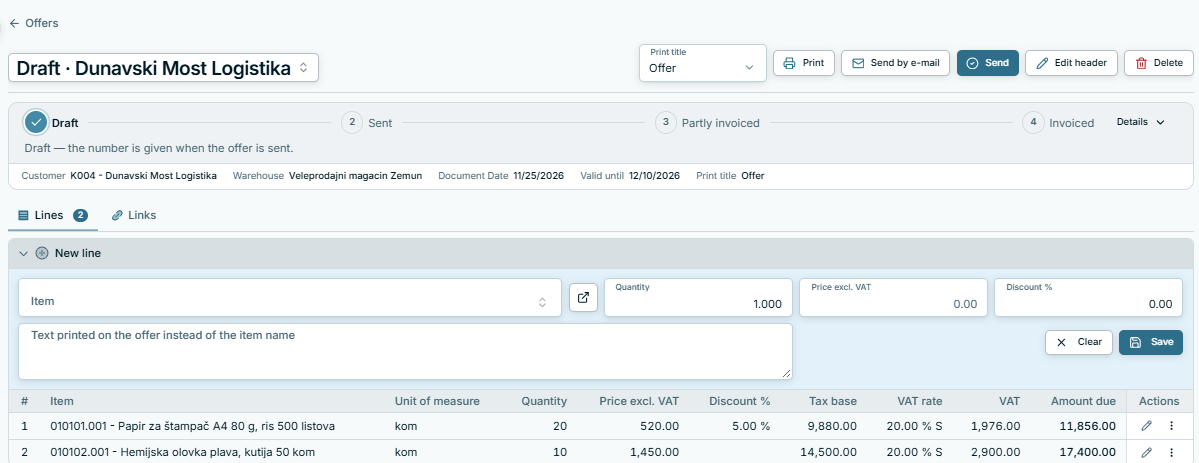 Offers
Draft · Dunavski Most Logistika
Print title
Offer
Print
Send by e-mail
Send
Edit header
Delete
Draft
2 Sent
3 Partly invoiced
4 Invoiced
Details
Draft — the number is given when the offer is sent.
Customer K004 - Dunavski Most Logistika Warehouse Veleprodajni magacin Zemun Document Date 11/25/2026 Valid until 12/10/2026 Print title Offer
Lines 2 Links
New line
Item
Quantity
1.000
Price excl. VAT
0.00
Discount %
0.00
Text printed on the offer instead of the item name
Clear
Save
# Item Unit of measure Quantity Price excl. VAT Discount % Tax base VAT rate VAT Amount due Actions
1 010101.001 - Papir za štampač A4 80 g, ris 500 listova kom 20 520.00 5.00 % 9,880.00 20.00 % S 1,976.00 11,856.00
2 010102.001 - Hemijska olovka plava, kutija 50 kom kom 10 1,450.00 14,500.00 20.00 % S 2,900.00 17,400.00